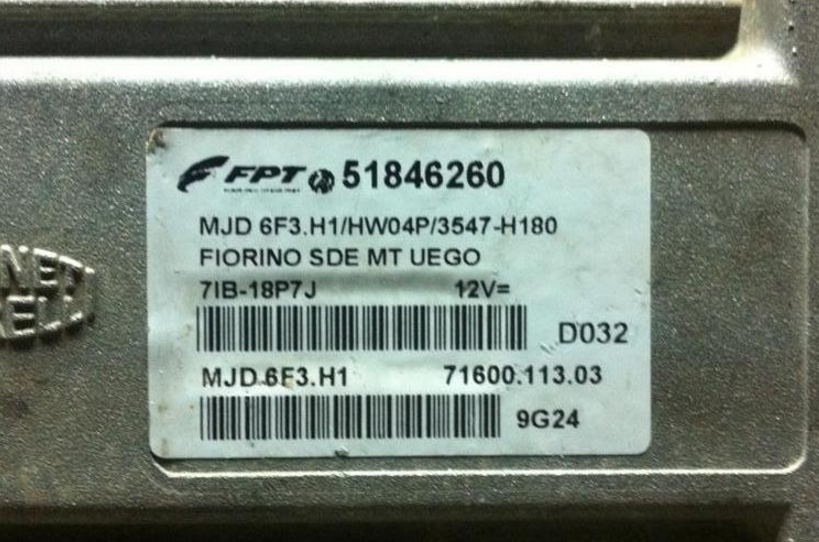 FPT 51846260
MJD 6F3.H1/HW04P/3547-H180
FIORINO SDE MT UEGO
7IB-18P7J 12V=
D032
MJD 6F3.H1 71600.113.03
9G24